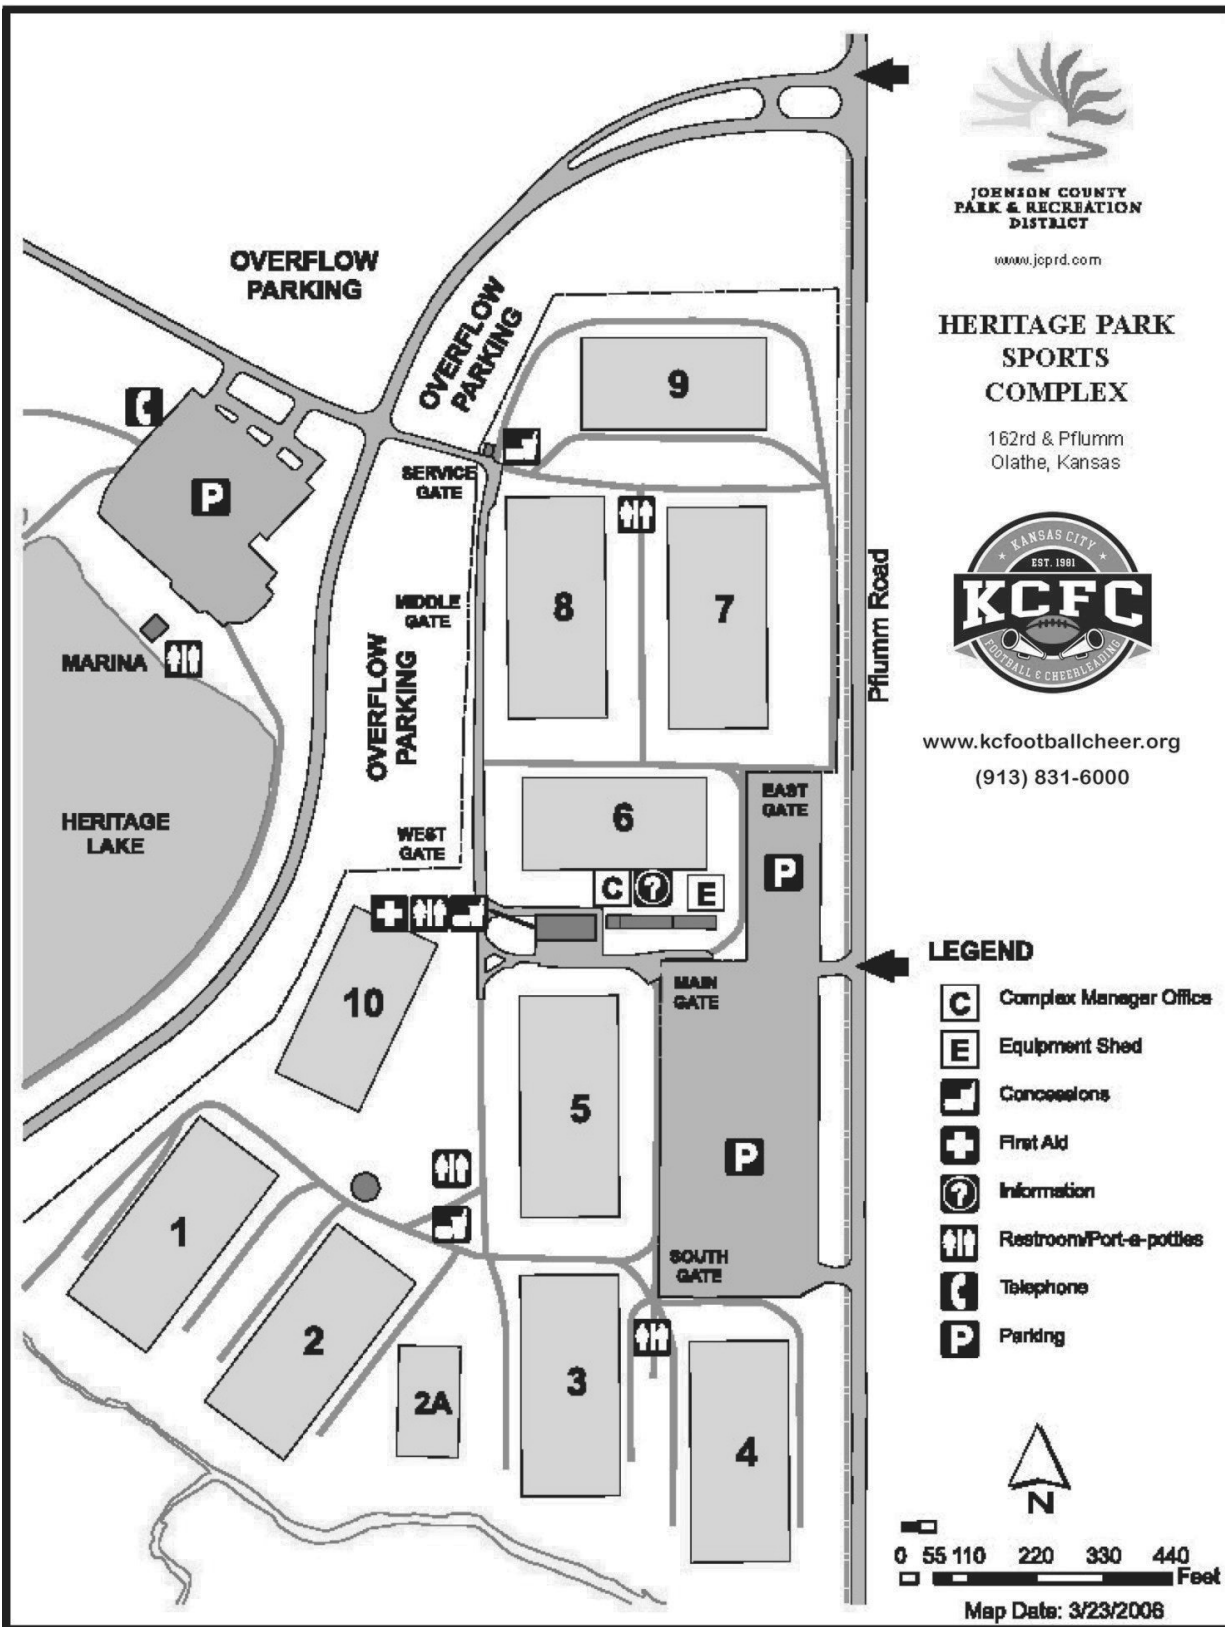 JOHNSON COUNTY
PARK & RECREATION
DISTRICT
www.jcprd.com
HERITAGE PARK
SPORTS
COMPLEX
162rd & Pflumm
Olathe, Kansas
KANSAS CITY
EST. 1981
KCFC
FOOTBALL & CHEERLEADING
www.kcfootballcheer.org
(913) 831-6000
OVERFLOW
PARKING
OVERFLOW
PARKING
9
SERVICE
GATE
P
8
7
MIDDLE
GATE
MARINA
OVERFLOW
PARKING
Pflumm Road
HERITAGE
LAKE
WEST
GATE
6
EAST
GATE
P
C
?
E
10
MAIN
GATE
5
P
1
SOUTH
GATE
2
2A
3
4
LEGEND
C Complex Manager Office
E Equipment Shed
Concessions
First Aid
? Information
Restroom/Port-a-potties
Telephone
P Parking
N
0 55 110 220 330 440
Feet
Map Date: 3/23/2006